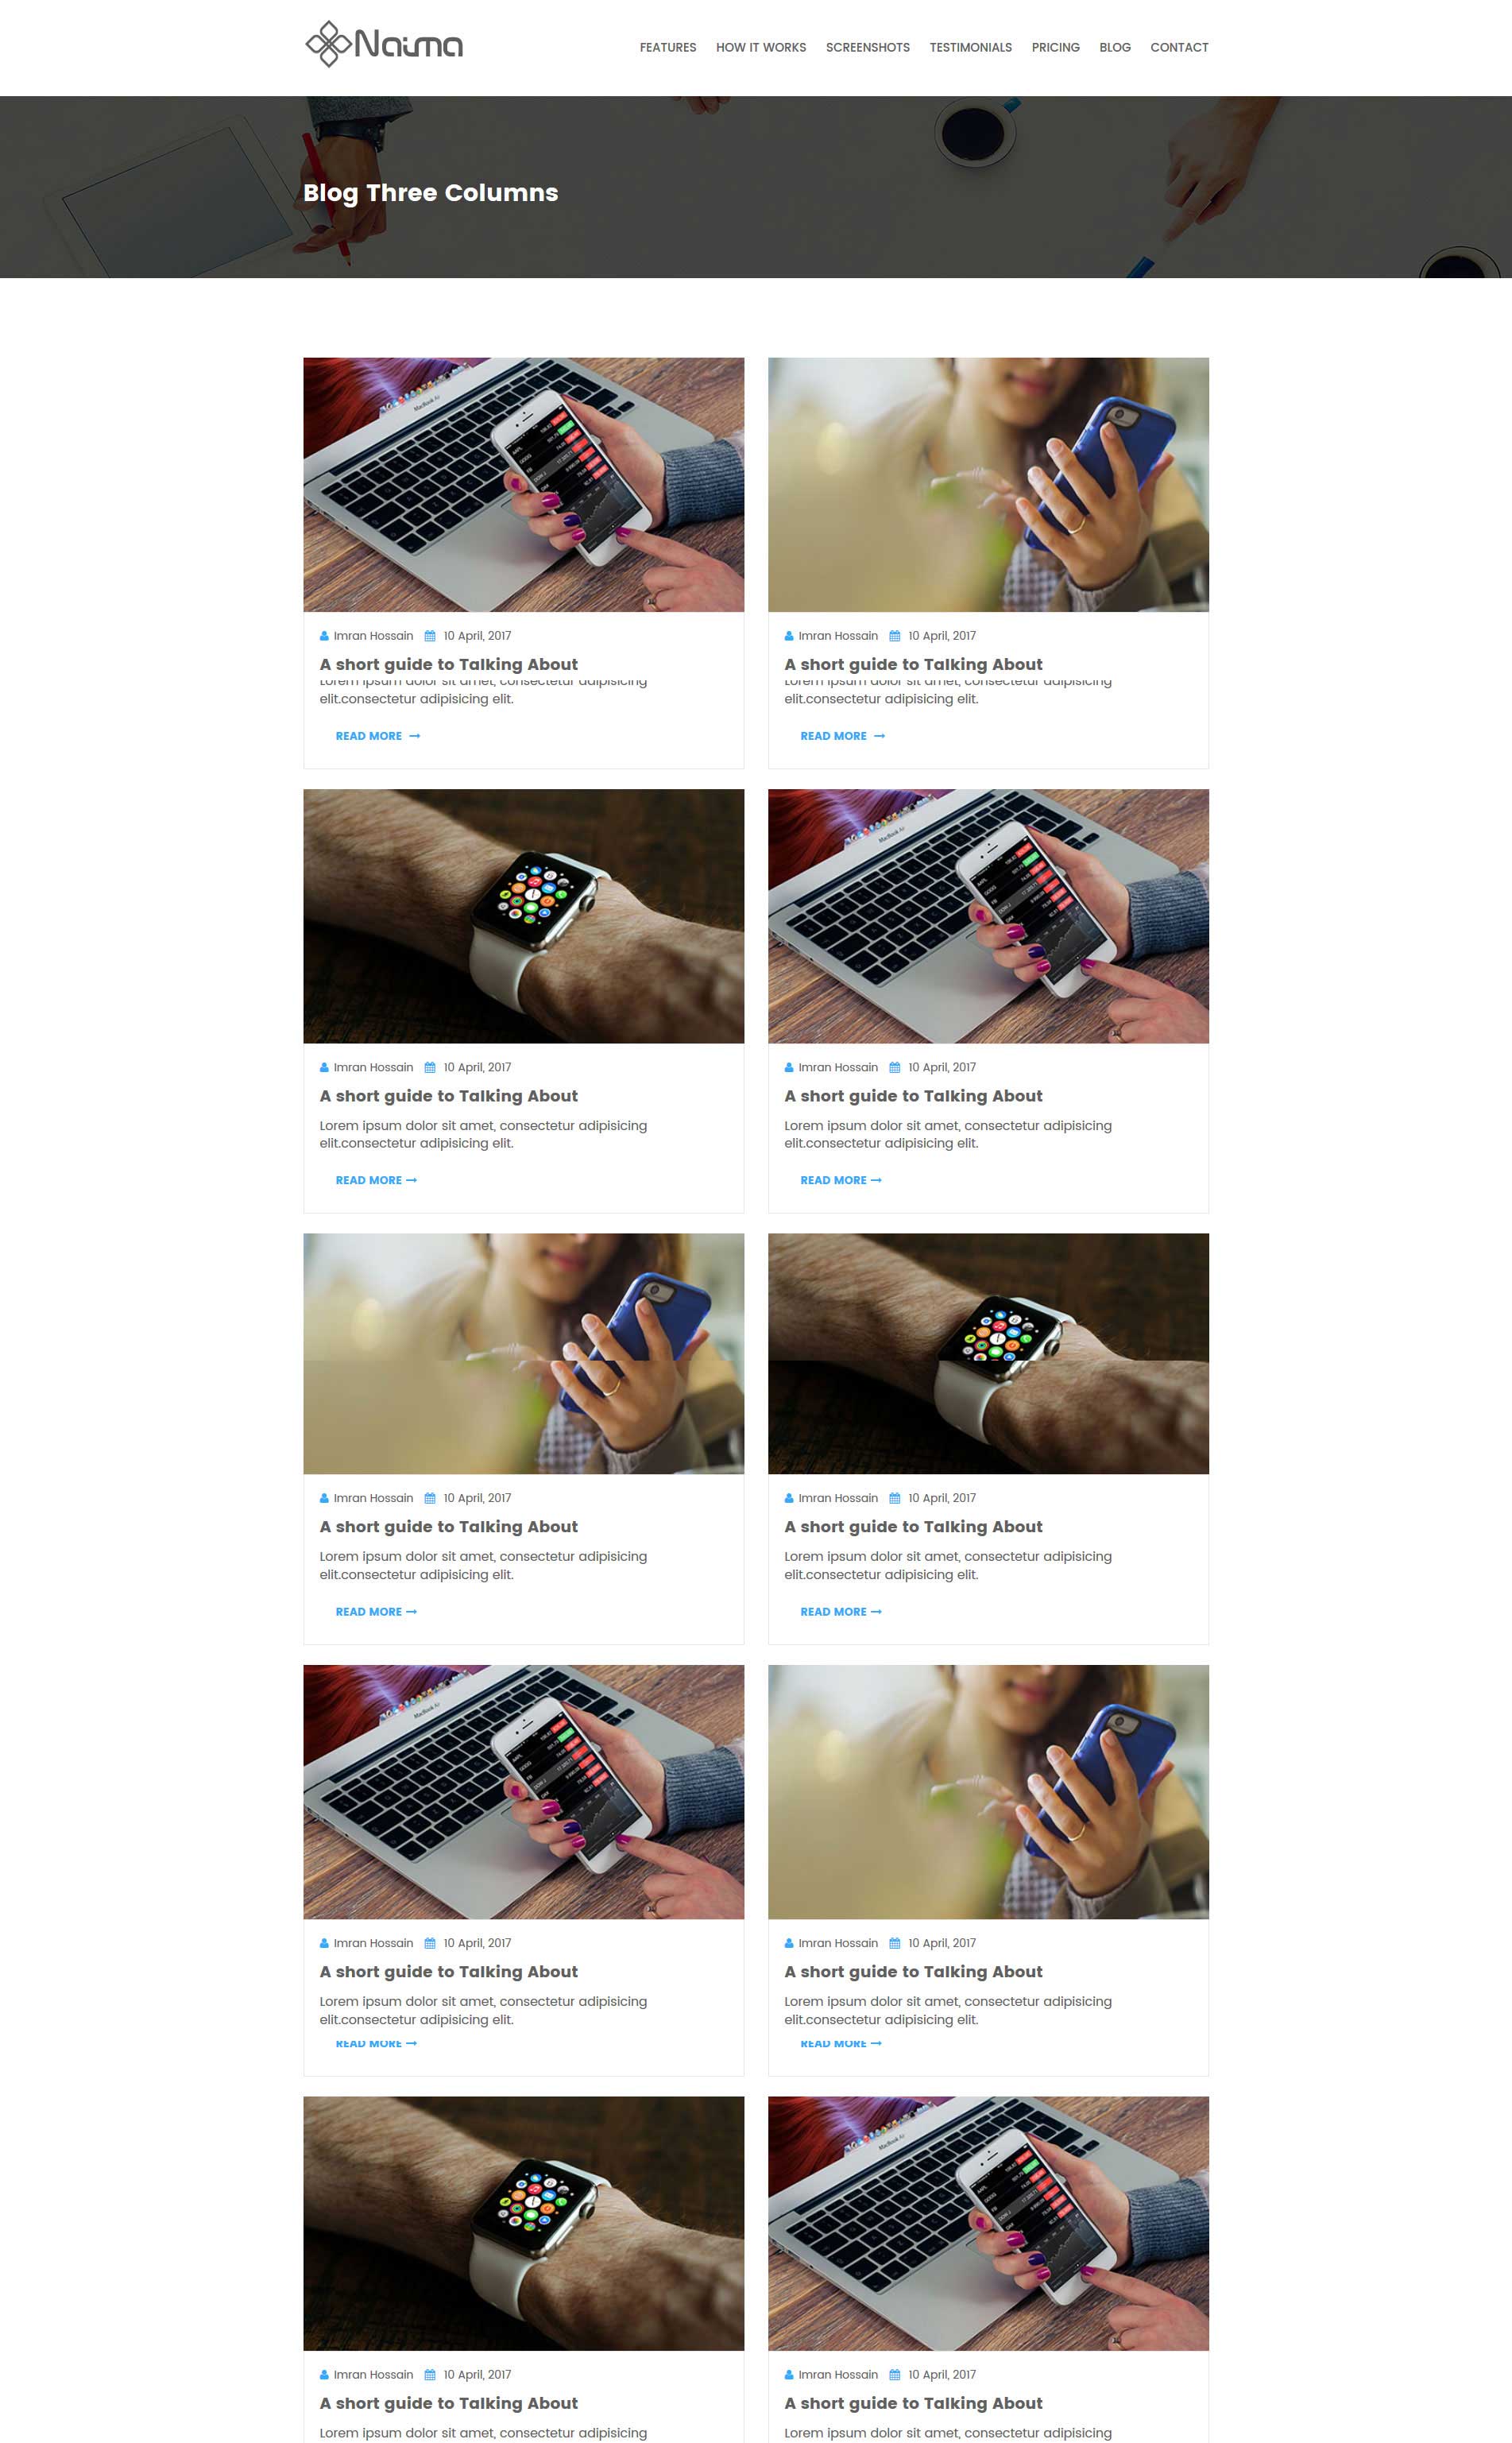 Naima
FEATURES HOW IT WORKS SCREENSHOTS TESTIMONIALS PRICING BLOG CONTACT
Blog Three Columns
Imran Hossain 10 April, 2017
A short guide to Talking About
Lorem ipsum dolor sit amet, consectetur adipisicing
elit.consectetur adipisicing elit.
READ MORE
Imran Hossain 10 April, 2017
A short guide to Talking About
Lorem ipsum dolor sit amet, consectetur adipisicing
elit.consectetur adipisicing elit.
READ MORE
Imran Hossain 10 April, 2017
A short guide to Talking About
Lorem ipsum dolor sit amet, consectetur adipisicing
elit.consectetur adipisicing elit.
READ MORE
Imran Hossain 10 April, 2017
A short guide to Talking About
Lorem ipsum dolor sit amet, consectetur adipisicing
elit.consectetur adipisicing elit.
READ MORE
Imran Hossain 10 April, 2017
A short guide to Talking About
Lorem ipsum dolor sit amet, consectetur adipisicing
elit.consectetur adipisicing elit.
READ MORE
Imran Hossain 10 April, 2017
A short guide to Talking About
Lorem ipsum dolor sit amet, consectetur adipisicing
elit.consectetur adipisicing elit.
READ MORE
Imran Hossain 10 April, 2017
A short guide to Talking About
Lorem ipsum dolor sit amet, consectetur adipisicing
elit.consectetur adipisicing elit.
READ MORE
Imran Hossain 10 April, 2017
A short guide to Talking About
Lorem ipsum dolor sit amet, consectetur adipisicing
elit.consectetur adipisicing elit.
READ MORE
Imran Hossain 10 April, 2017
A short guide to Talking About
Lorem ipsum dolor sit amet, consectetur adipisicing
Imran Hossain 10 April, 2017
A short guide to Talking About
Lorem ipsum dolor sit amet, consectetur adipisicing